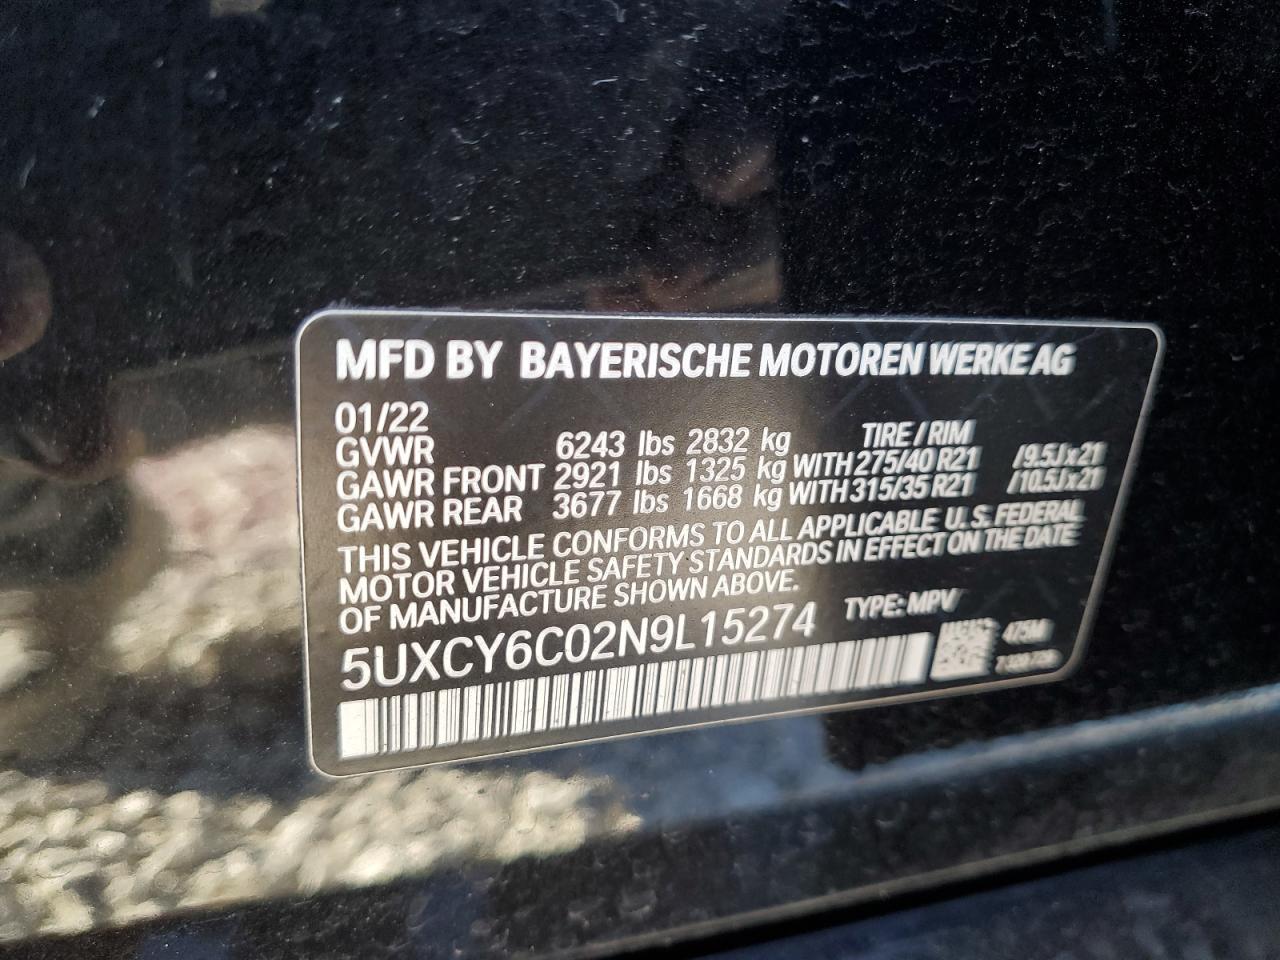 MFD BY BAYERISCHE MOTOREN WERKE AG
01/22
GVWR 6243 lbs 2832 kg TIRE / RIM
GAWR FRONT 2921 lbs 1325 kg WITH 275/40 R21 /9.5Jx21
GAWR REAR 3677 lbs 1668 kg WITH 315/35 R21 /10.5Jx21
THIS VEHICLE CONFORMS TO ALL APPLICABLE U.S. FEDERAL
MOTOR VEHICLE SAFETY STANDARDS IN EFFECT ON THE DATE
OF MANUFACTURE SHOWN ABOVE.
5UXCY6C02N9L15274 TYPE: MPV
475M